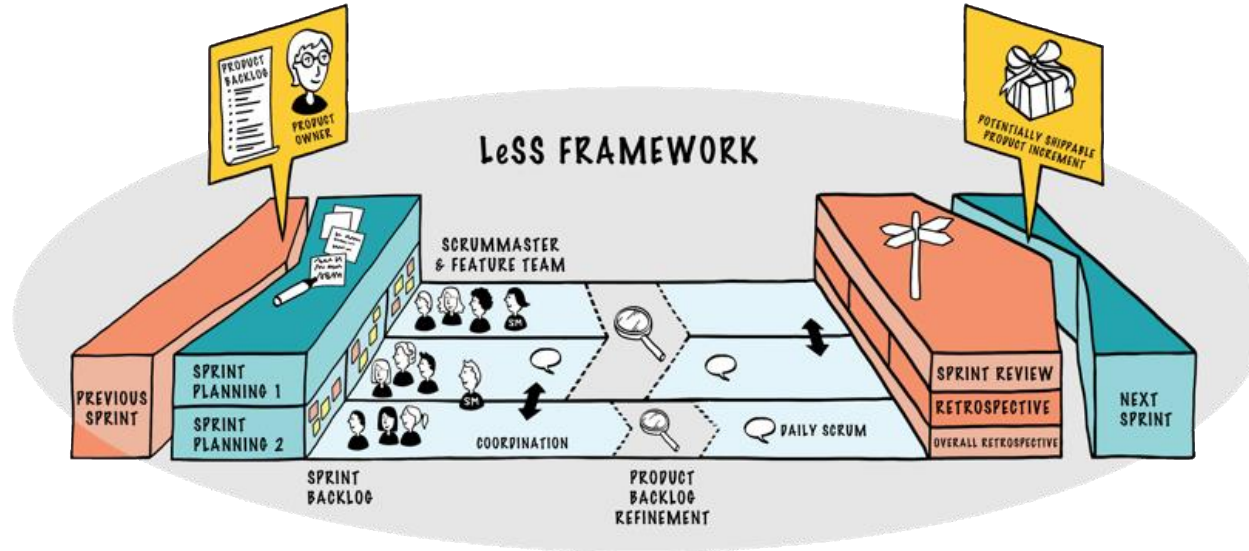 PRODUCT
BACKLOG
PRODUCT
OWNER
POTENTIALLY SHIPPABLE
PRODUCT INCREMENT
LeSS FRAMEWORK
SCRUMMASTER
& FEATURE TEAM
SM
SM
PREVIOUS
SPRINT
SPRINT
PLANNING 1
SPRINT
PLANNING 2
COORDINATION
DAILY SCRUM
SPRINT REVIEW
RETROSPECTIVE
OVERALL RETROSPECTIVE
NEXT
SPRINT
SPRINT
BACKLOG
PRODUCT
BACKLOG
REFINEMENT